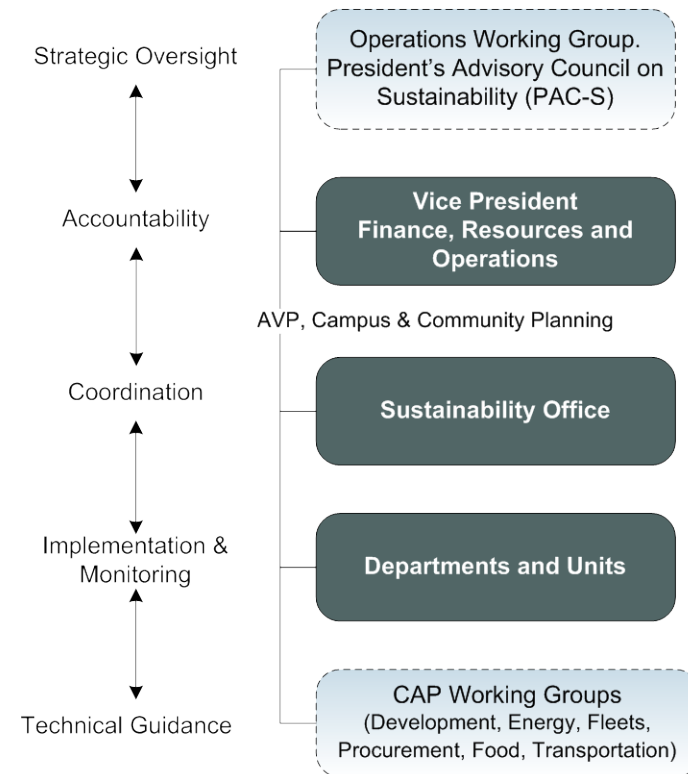 Strategic Oversight
Operations Working Group.
President's Advisory Council on
Sustainability (PAC-S)
Accountability
Vice President
Finance, Resources and
Operations
AVP, Campus & Community Planning
Coordination
Sustainability Office
Implementation &
Monitoring
Departments and Units
Technical Guidance
CAP Working Groups
(Development, Energy, Fleets,
Procurement, Food, Transportation)